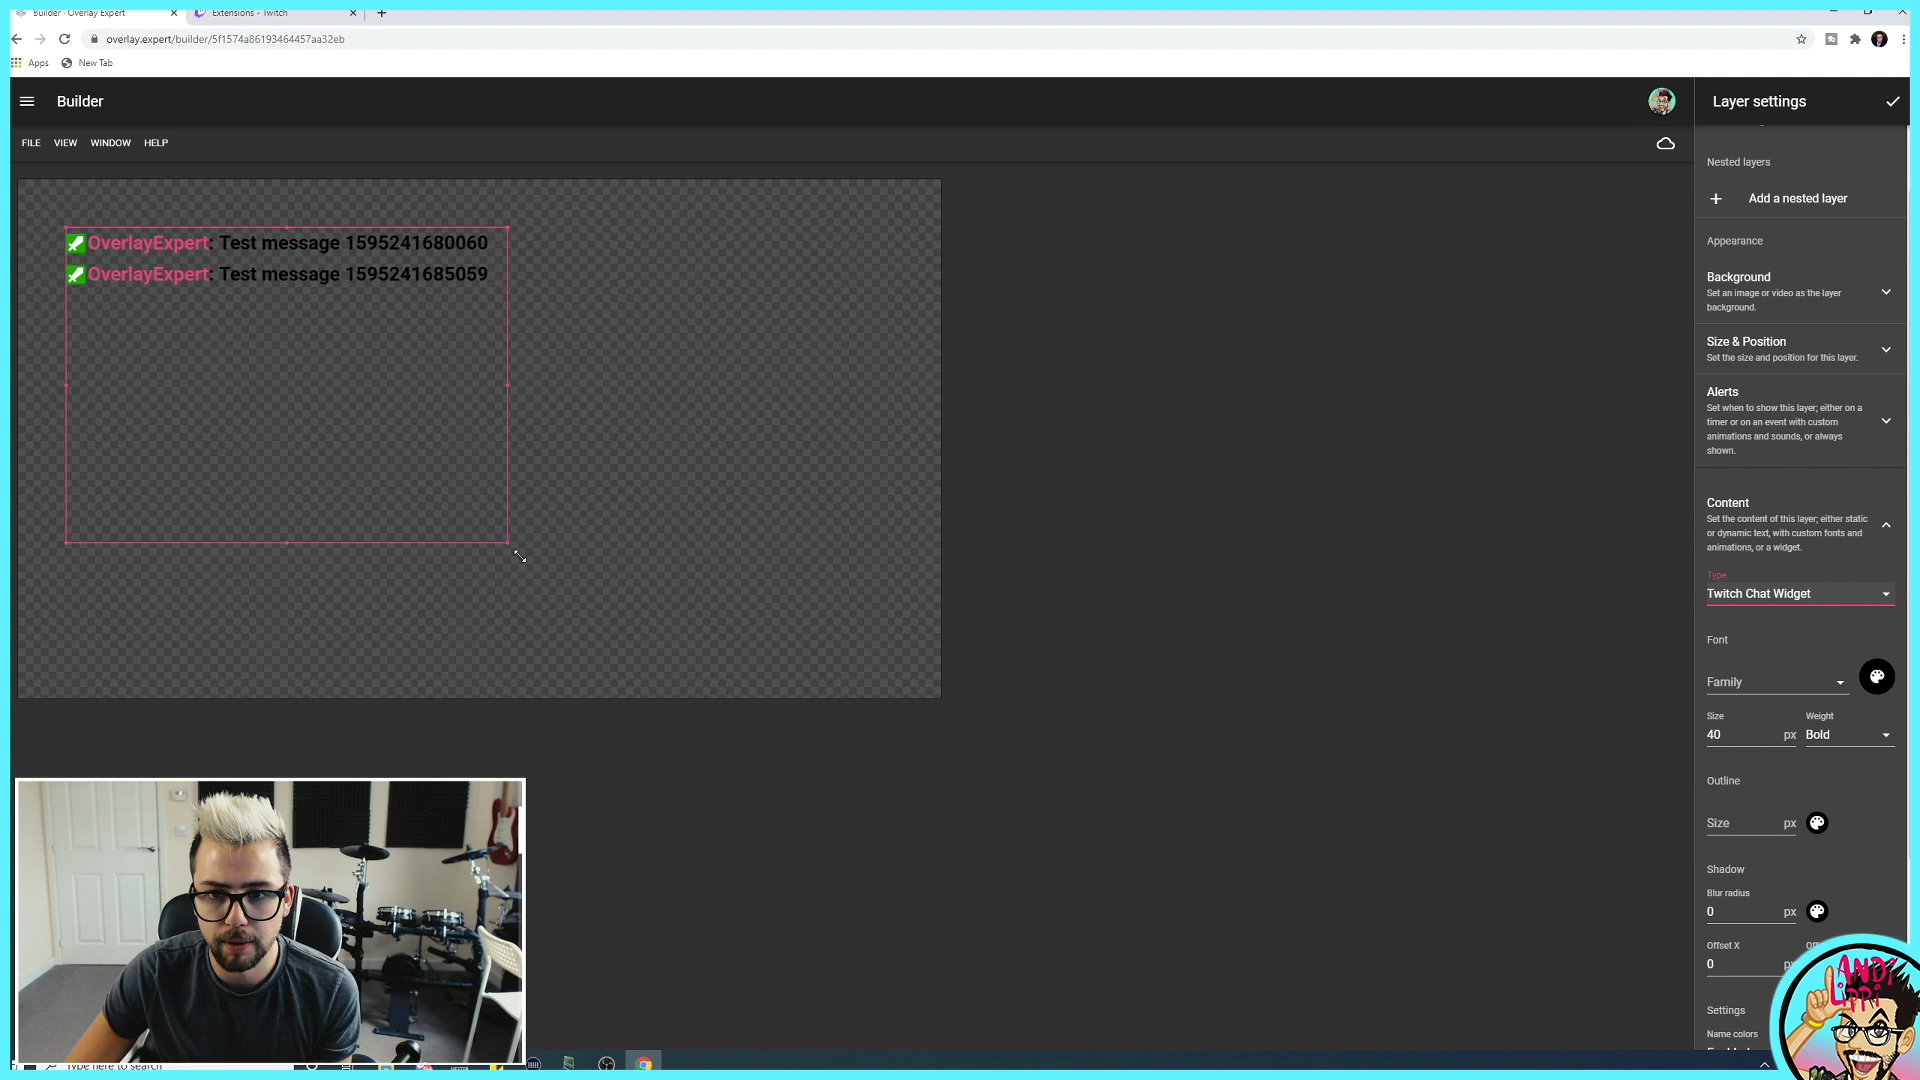 Builder - Overlay Expert
Extensions - Twitch
overlay.expert/builder/5f1574a86193464457aa32eb
Apps
New Tab
Builder
FILE
VIEW
WINDOW
HELP
OverlayExpert: Test message 1595241680060
OverlayExpert: Test message 1595241685059
Layer settings
Nested layers
Add a nested layer
Appearance
Background
Set an image or video as the layer
background.
Size & Position
Set the size and position for this layer.
Alerts
Set when to show this layer; either on a
timer or on an event with custom
animations and sounds, or always
shown.
Content
Set the content of this layer; either static
or dynamic text, with custom fonts and
animations, or a widget.
Type
Twitch Chat Widget
Font
Family
Size
Weight
40 px
Bold
Outline
Size px
Shadow
Blur radius
0 px
Offset X
0
Settings
Name colors
ANDI
LiPPi
Type here to search